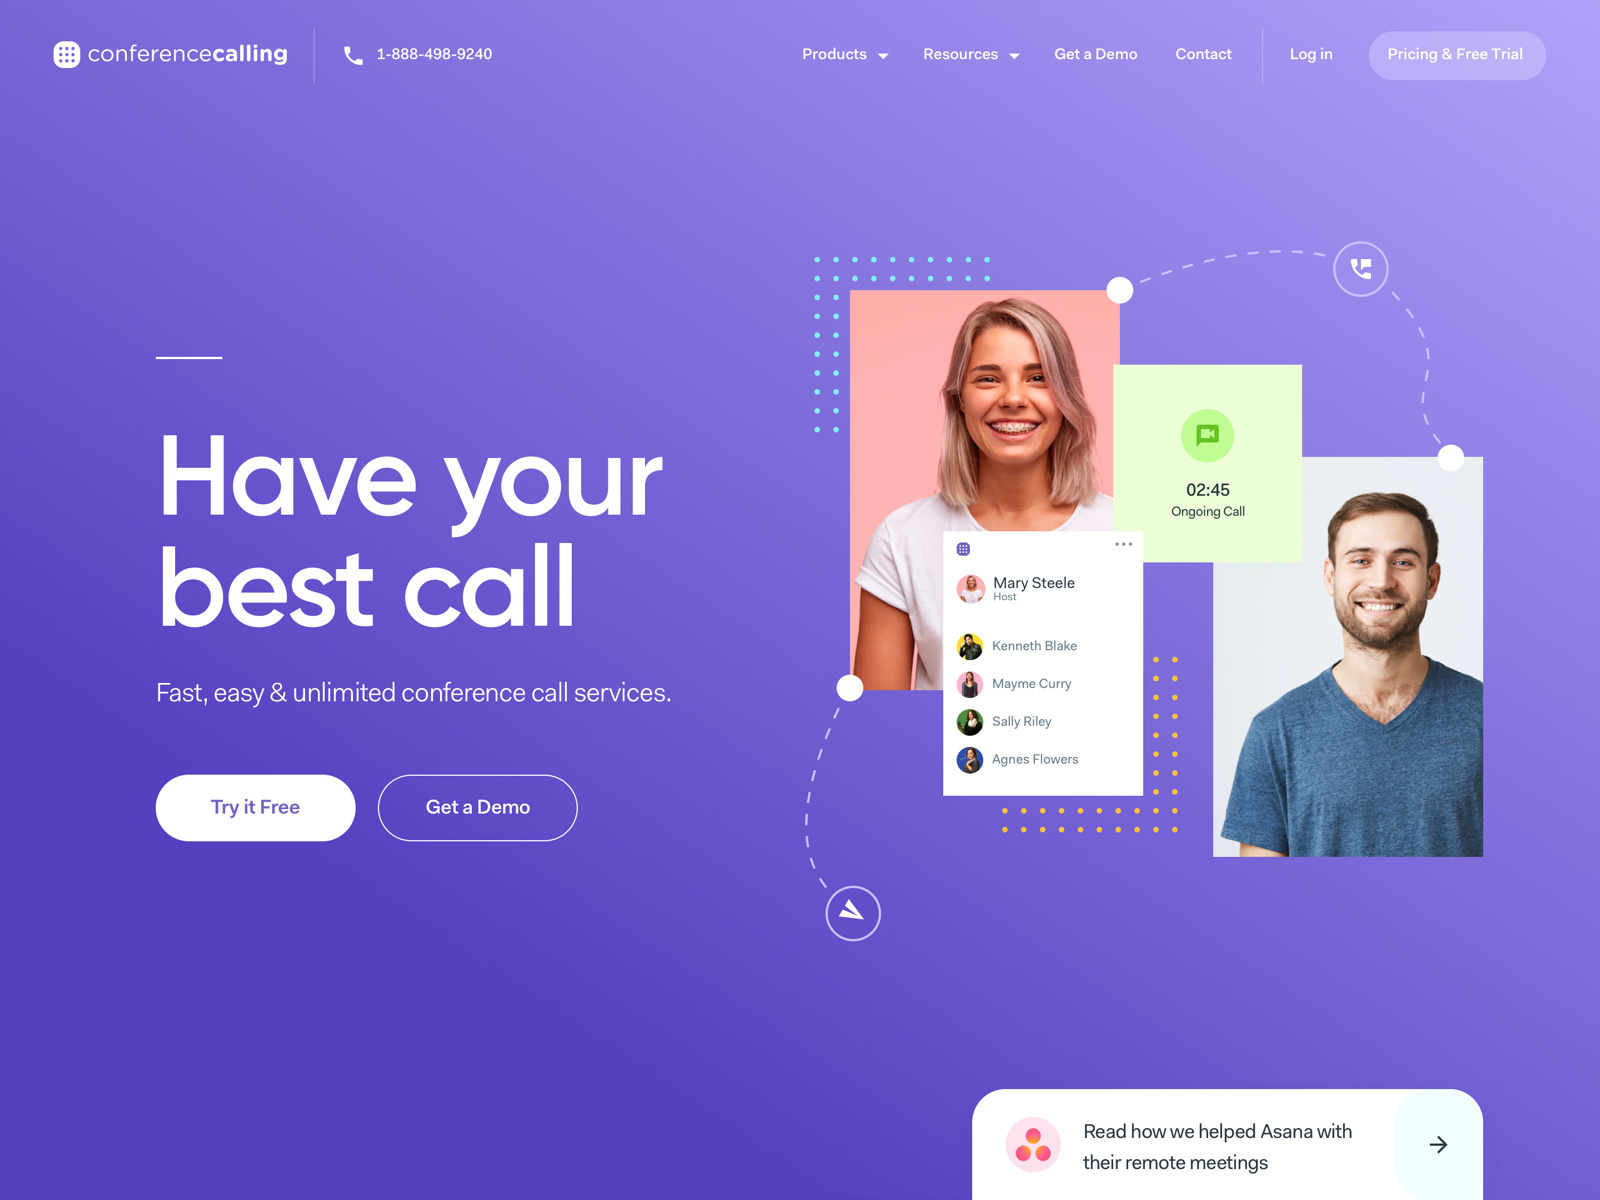 conferencecalling
1-888-498-9240
Products
Resources
Get a Demo
Contact
Log in
Pricing & Free Trial
Have your
best call
Fast, easy & unlimited conference call services.
Try it Free
Get a Demo
02:45
Ongoing Call
Mary Steele
Host
Kenneth Blake
Mayme Curry
Sally Riley
Agnes Flowers
Read how we helped Asana with
their remote meetings